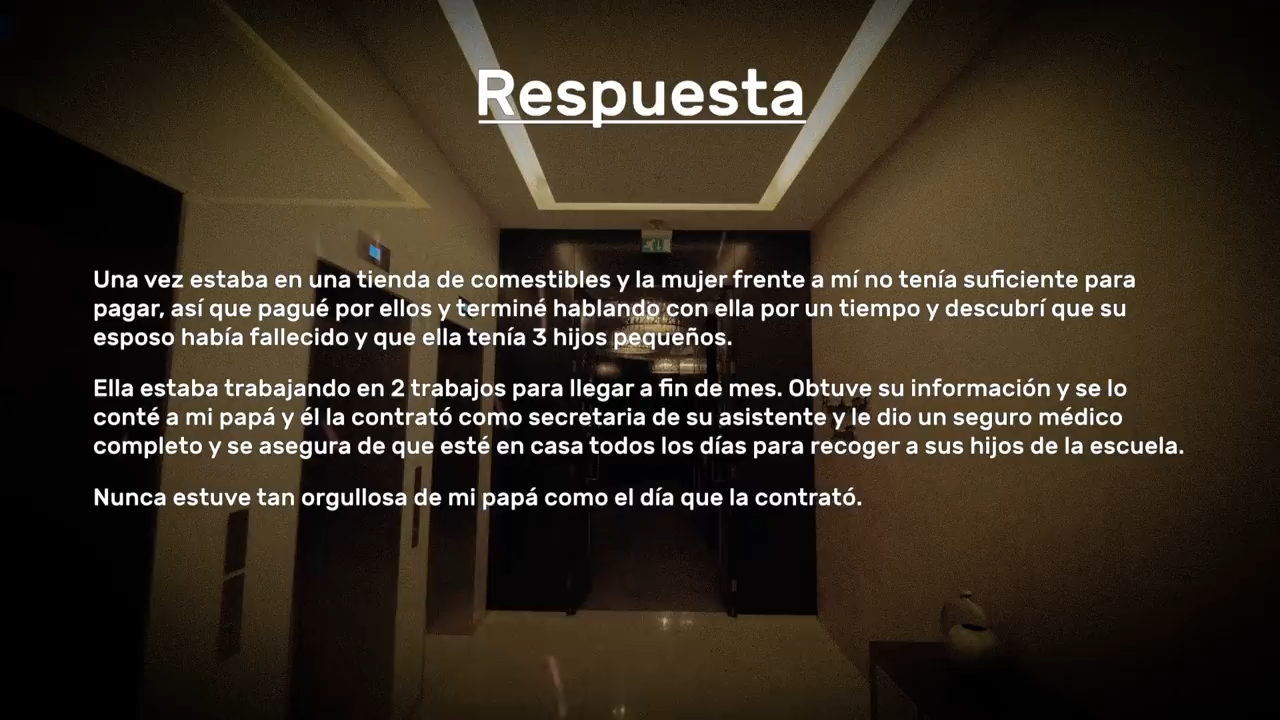 Respuesta
Una vez estaba en una tienda de comestibles y la mujer frente a mí no tenía suficiente para
pagar, así que pagué por ellos y terminé hablando con ella por un tiempo y descubrí que su
esposo había fallecido y que ella tenía 3 hijos pequeños.
Ella estaba trabajando en 2 trabajos para llegar a fin de mes. Obtuve su información y se lo
conté a mi papá y él la contrató como secretaria de su asistente y le dio un seguro médico
completo y se asegura de que esté en casa todos los días para recoger a sus hijos de la escuela.
Nunca estuve tan orgullosa de mi papá como el día que la contrató.